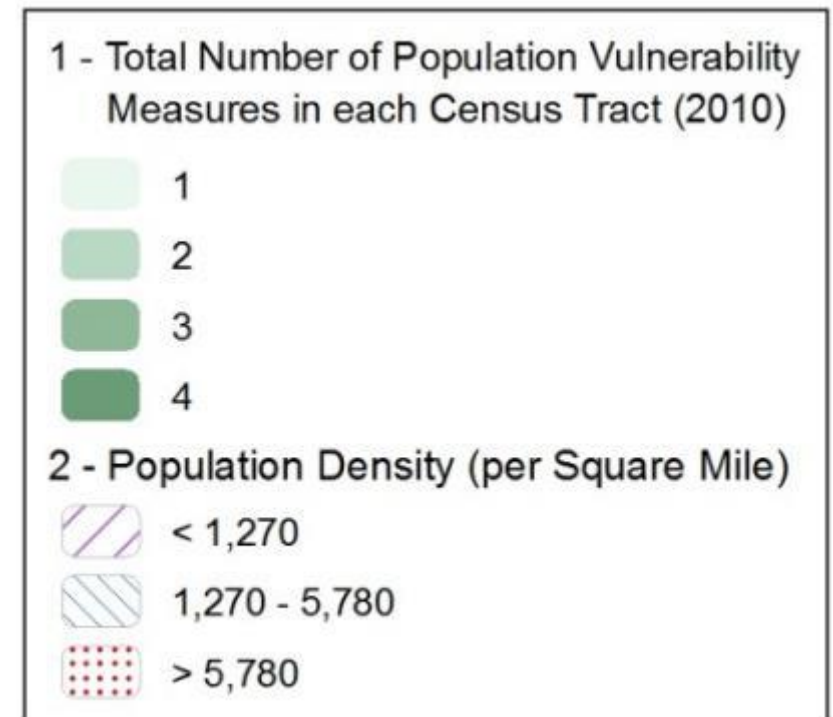 1 - Total Number of Population Vulnerability
Measures in each Census Tract (2010)
1
2
3
4
2 - Population Density (per Square Mile)
< 1,270
1,270 - 5,780
> 5,780